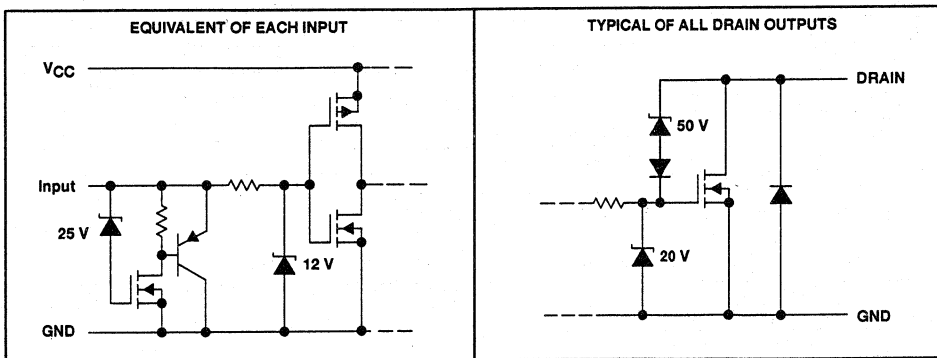 EQUIVALENT OF EACH INPUT
VCC
Input
25 V
12 V
GND
TYPICAL OF ALL DRAIN OUTPUTS
DRAIN
50 V
20 V
GND